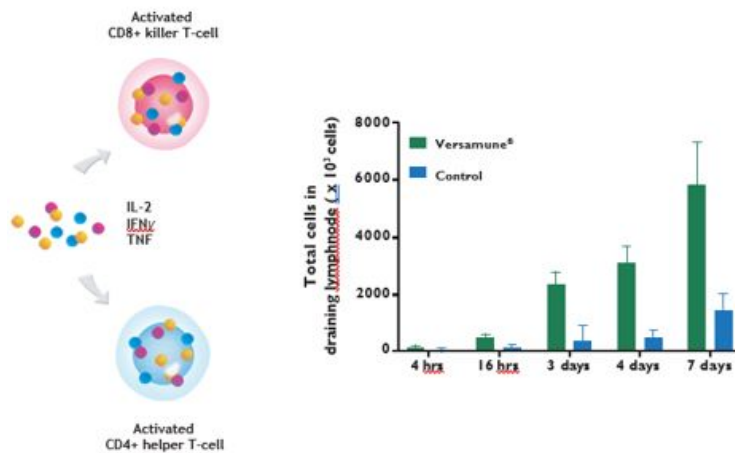 Activated
CD8+ killer T-cell
IL-2
IFNγ
TNF
Activated
CD4+ helper T-cell
Total cells in
draining lymphnode ( x 10³ cells)
8000
6000
4000
2000
0
Versamune®
Control
4 hrs
16 hrs
3 days
4 days
7 days